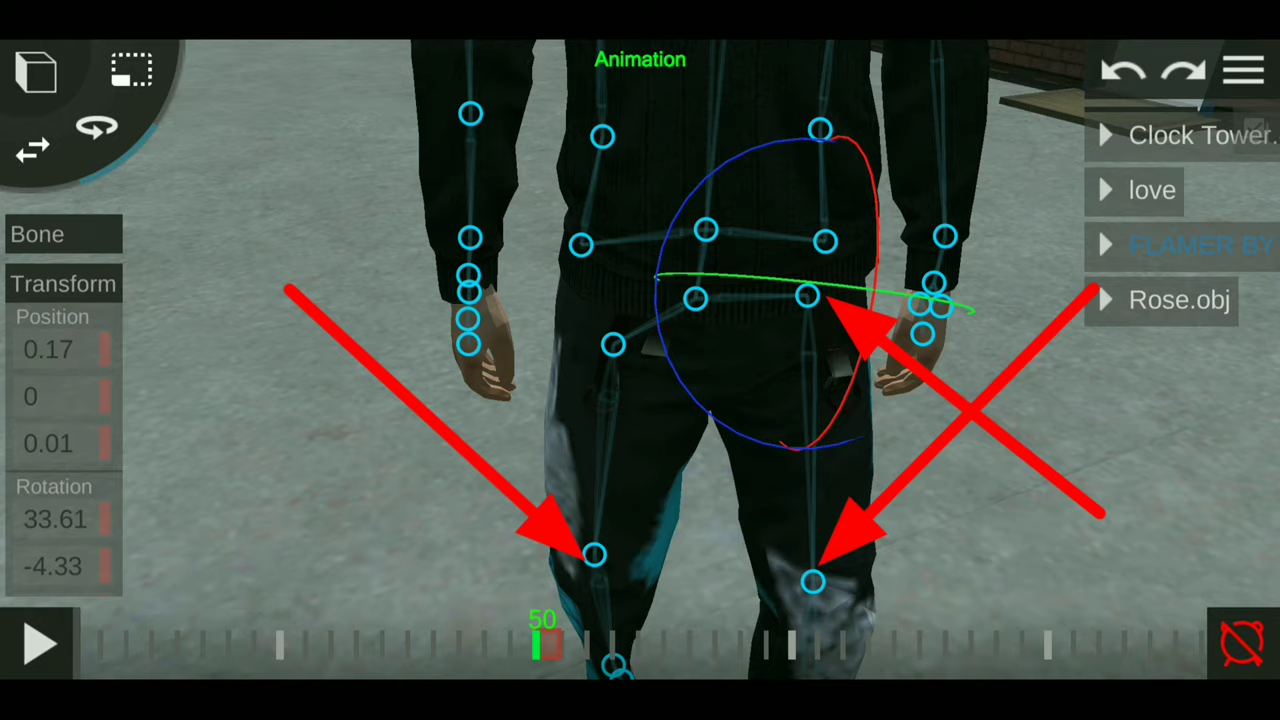 Animation
Clock Tower.
love
FLAMER BY
Rose.obj
Bone
Transform
Position
0.17
0
0.01
Rotation
33.61
-4.33
50